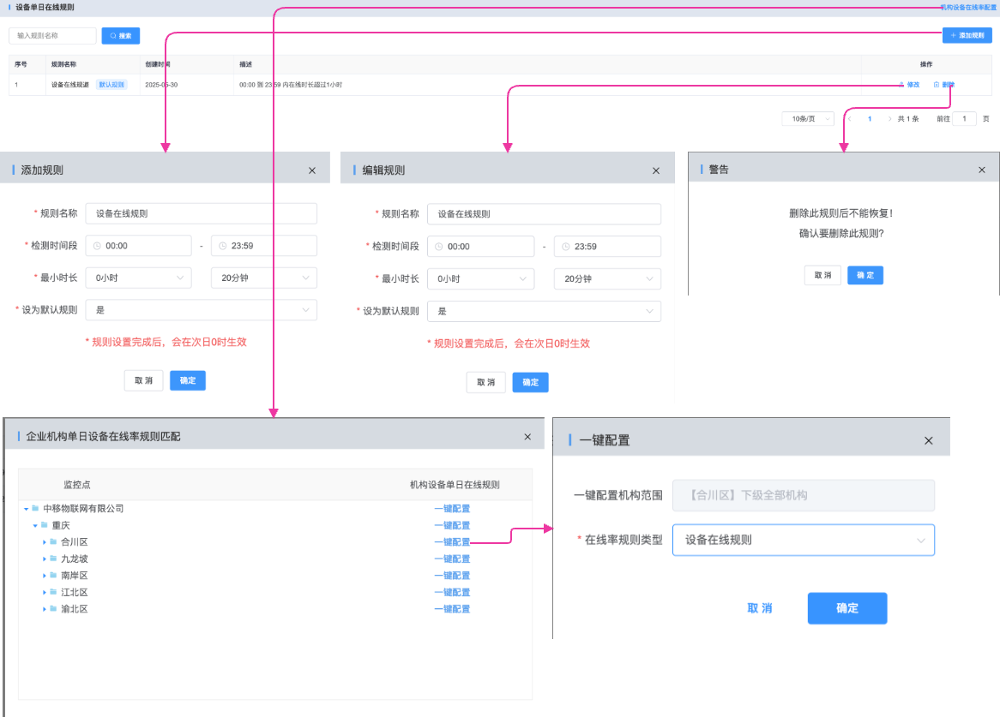 设备单日在线规则
机构设备在线率配置
输入规则名称
搜索
+ 添加规则
序号 规则名称 创建时间 描述 操作
1 设备在线规避 默认规则 2025-05-30 00:00 到 23:59 内在线时长超过1小时 修改 删除
10条/页 < 1 > 共 1 条 前往 1 页
添加规则 ×
* 规则名称 设备在线规则
* 检测时间段 00:00 - 23:59
* 最小时长 0小时 20分钟
* 设为默认规则 是
* 规则设置完成后，会在次日0时生效
取 消 确定
编辑规则 ×
* 规则名称 设备在线规则
* 检测时间段 00:00 - 23:59
* 最小时长 0小时 20分钟
* 设为默认规则 是
* 规则设置完成后，会在次日0时生效
取 消 确定
警告 ×
删除此规则后不能恢复!
确认要删除此规则?
取 消 确 定
企业机构单日设备在线率规则匹配 ×
监控点 机构设备单日在线规则
中移物联网有限公司 一键配置
重庆 一键配置
合川区 一键配置
九龙坡 一键配置
南岸区 一键配置
江北区 一键配置
渝北区 一键配置
一键配置 ×
一键配置机构范围 【合川区】下级全部机构
* 在线率规则类型 设备在线规则
取 消 确定